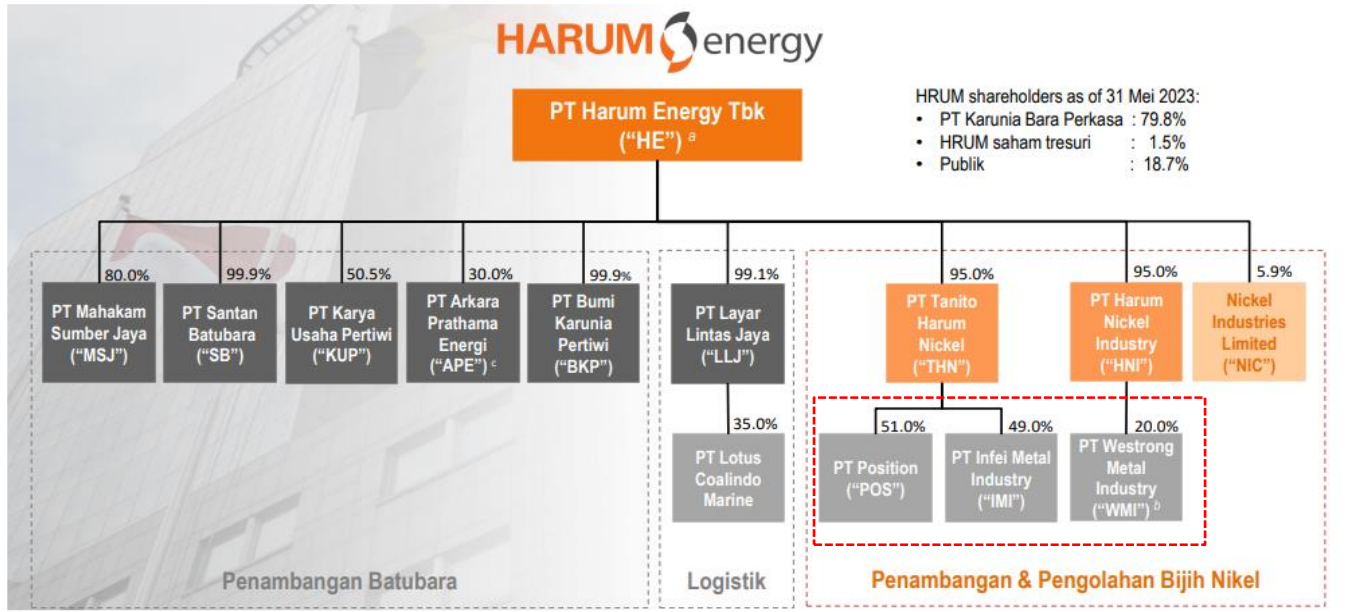 HARUM energy
PT Harum Energy Tbk
("HE") a
HRUM shareholders as of 31 Mei 2023:
• PT Karunia Bara Perkasa : 79.8%
• HRUM saham tresuri : 1.5%
• Publik : 18.7%
80.0%
PT Mahakam
Sumber Jaya
("MSJ")
99.9%
PT Santan
Batubara
("SB")
50.5%
PT Karya
Usaha Pertiwi
("KUP")
30.0%
PT Arkara
Prathama
Energi
("APE") c
99.9%
PT Bumi
Karunia
Pertiwi
("BKP")
99.1%
PT Layar
Lintas Jaya
("LLJ")
95.0%
PT Tanito
Harum
Nickel
("THN")
95.0%
PT Harum
Nickel
Industry
("HNI")
5.9%
Nickel
Industries
Limited
("NIC")
35.0%
PT Lotus
Coalindo
Marine
51.0%
PT Position
("POS")
49.0%
PT Infei Metal
Industry
("IMI")
20.0%
PT Westrong
Metal
Industry
("WMI") b
Penambangan Batubara
Logistik
Penambangan & Pengolahan Bijih Nikel